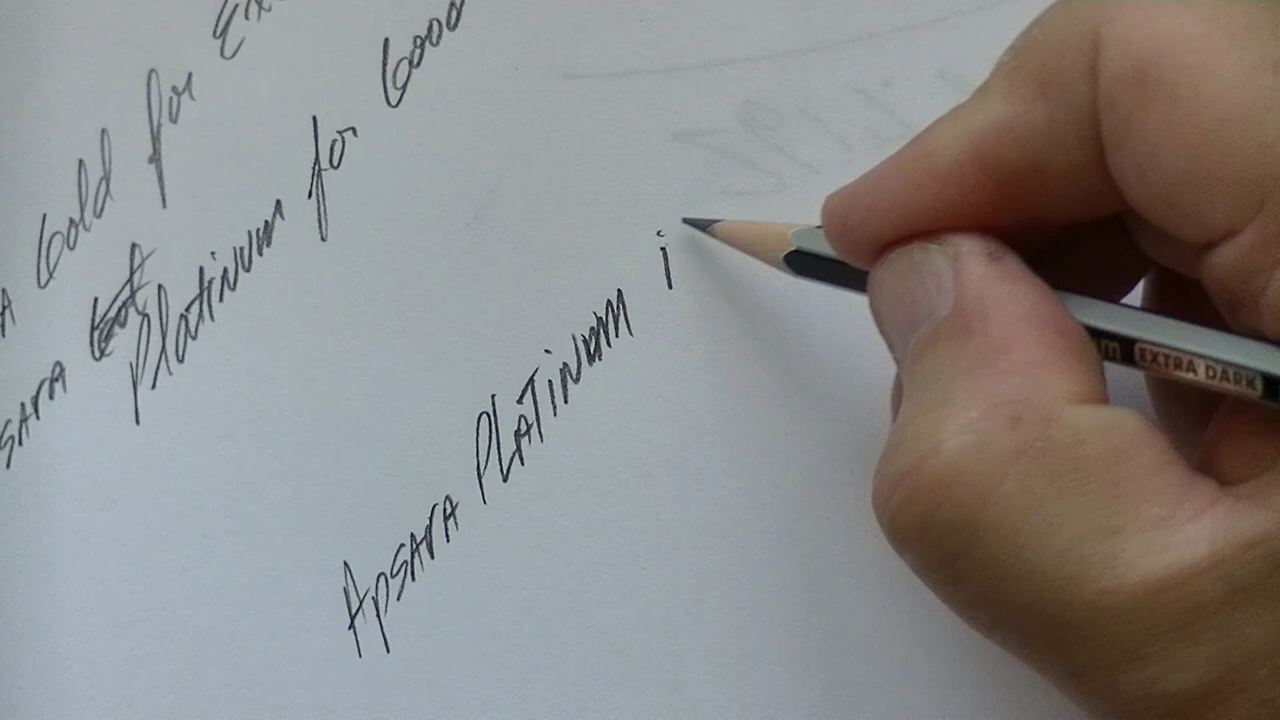 A Gold for Ex
sara Platinum for Good
Apsara PLATiNUM i
m EXTRA DARK